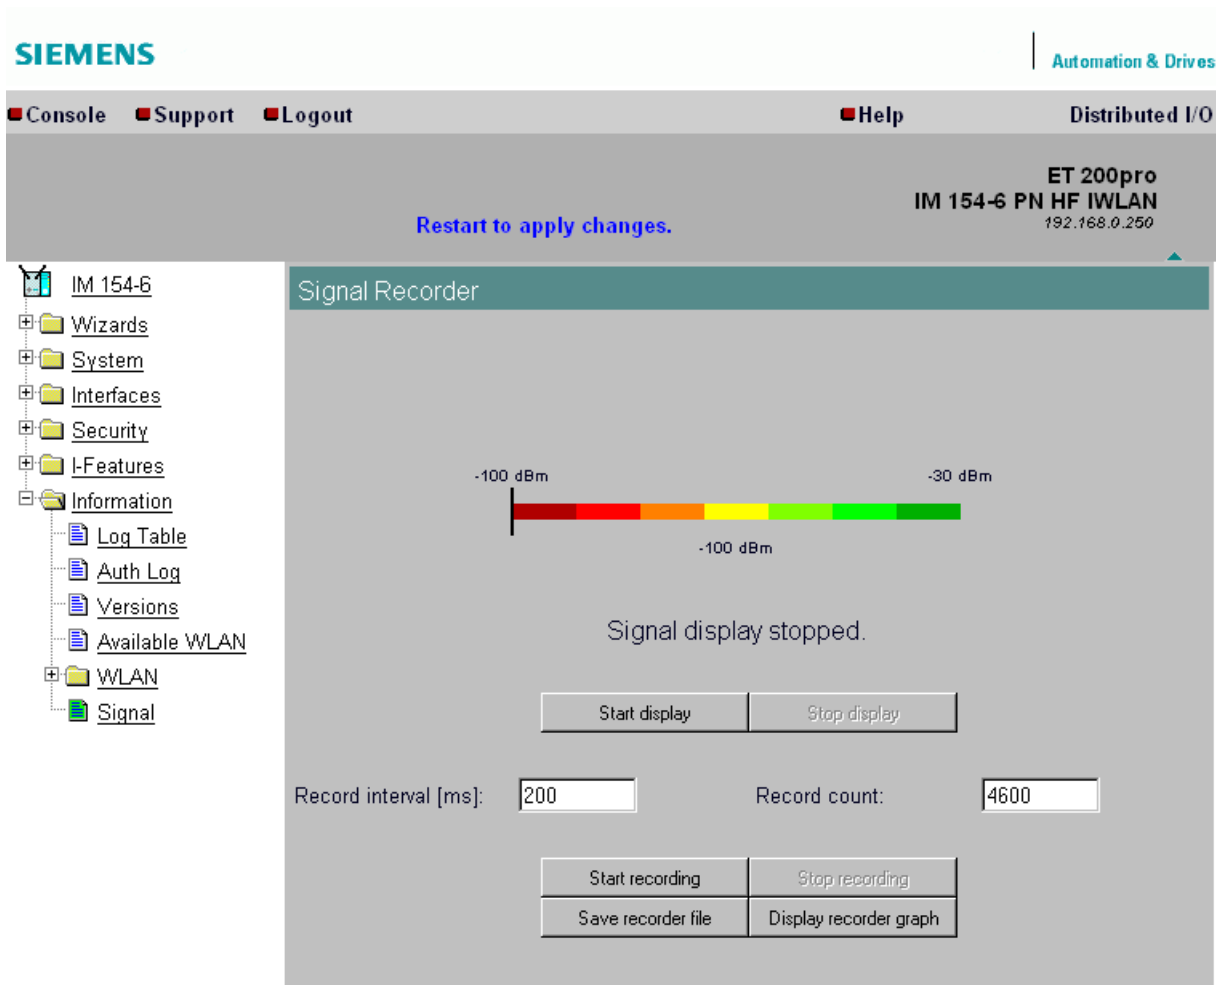 SIEMENS
Automation & Drives
Console Support Logout Help Distributed I/O
ET 200pro
IM 154-6 PN HF IWLAN
192.168.0.250
Restart to apply changes.
IM 154-6
Wizards
System
Interfaces
Security
I-Features
Information
Log Table
Auth Log
Versions
Available WLAN
WLAN
Signal
Signal Recorder
-100 dBm -30 dBm
-100 dBm
Signal display stopped.
Start display Stop display
Record interval [ms]: 200 Record count: 4600
Start recording Stop recording
Save recorder file Display recorder graph